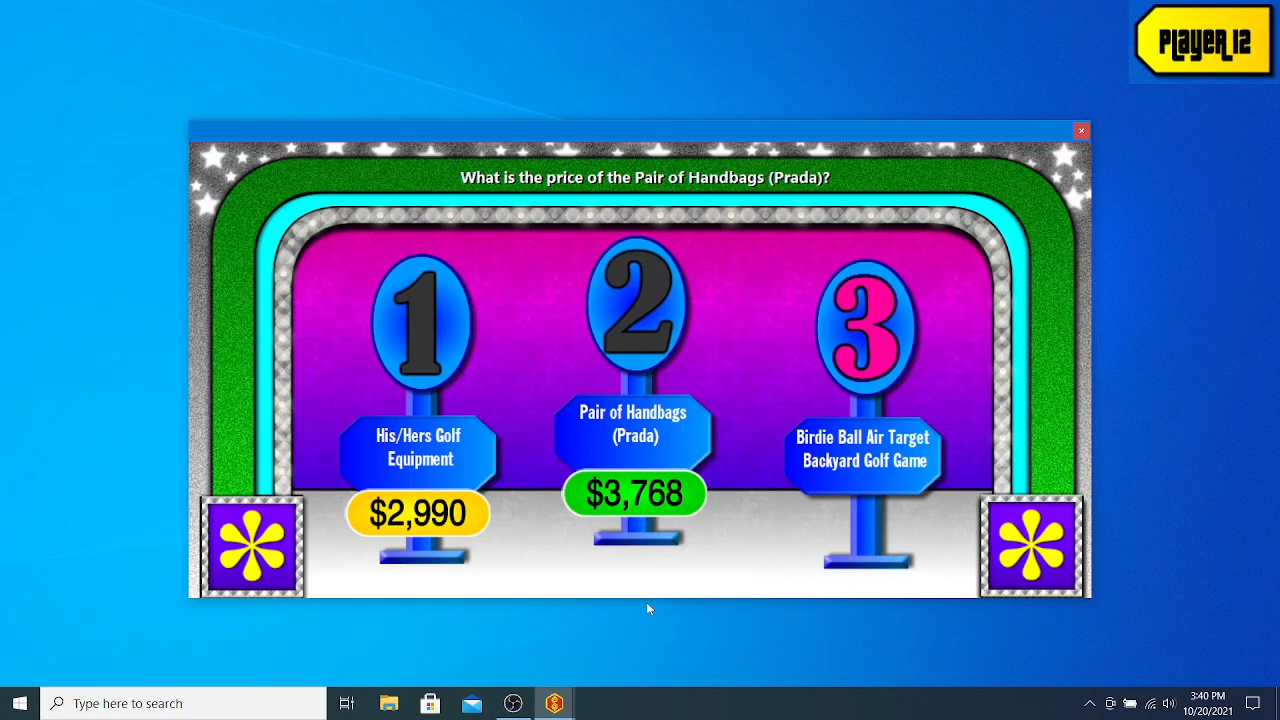 PLAYER 12
What is the price of the Pair of Handbags (Prada)?
1
2
3
His/Hers Golf
Equipment
Pair of Handbags
(Prada)
Birdie Ball Air Target
Backyard Golf Game
$2,990
$3,768
Type here to search
3:40 PM
10/20/2021